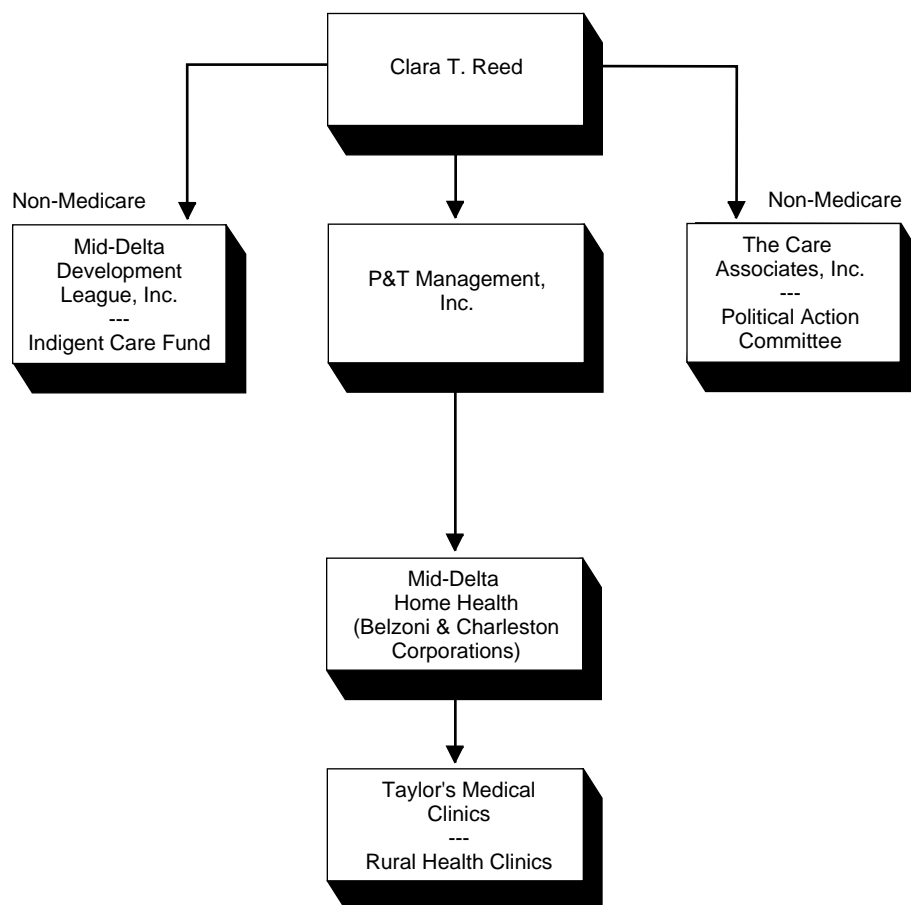 Clara T. Reed
Non-Medicare
Mid-Delta
Development
League, Inc.
---
Indigent Care Fund
P&T Management,
Inc.
Non-Medicare
The Care
Associates, Inc.
---
Political Action
Committee
Mid-Delta
Home Health
(Belzoni & Charleston
Corporations)
Taylor's Medical
Clinics
---
Rural Health Clinics